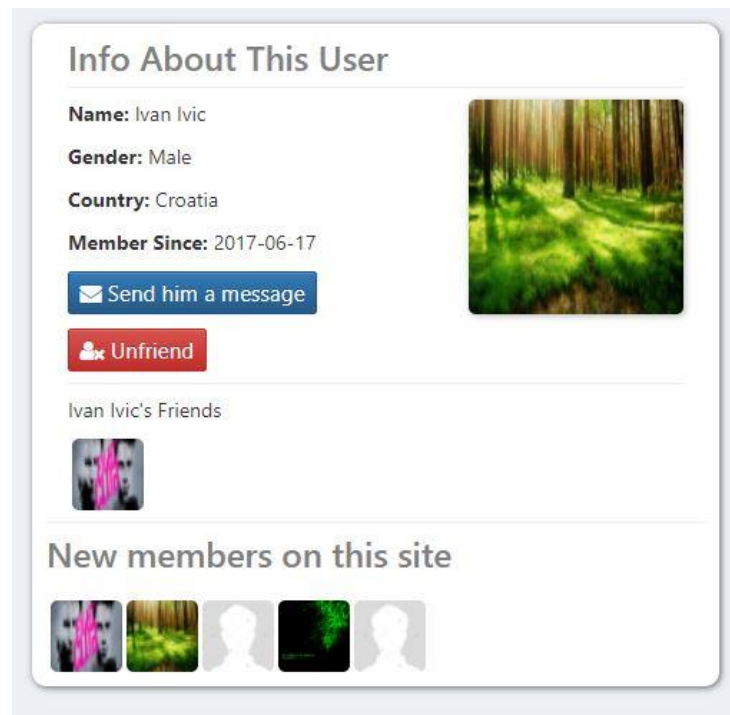 Info About This User
Name: Ivan Ivic
Gender: Male
Country: Croatia
Member Since: 2017-06-17
Send him a message
Unfriend
Ivan Ivic's Friends
New members on this site